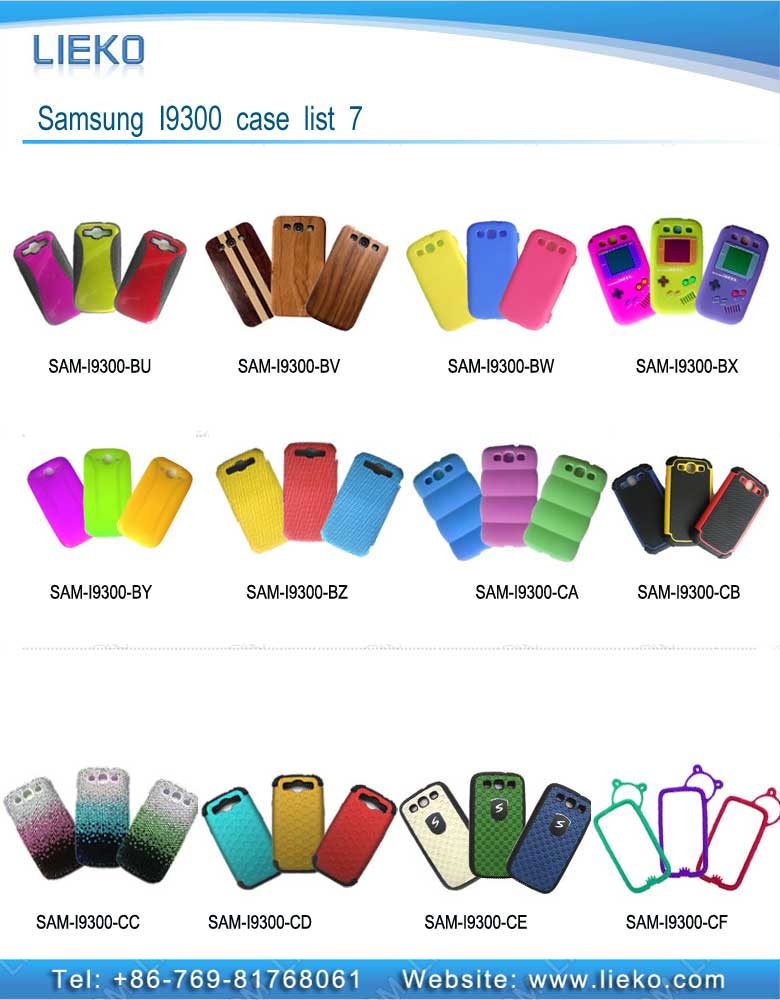 LIEKO
Samsung I9300 case list 7
SAM-I9300-BU SAM-I9300-BV SAM-I9300-BW SAM-I9300-BX
SAM-I9300-BY SAM-I9300-BZ SAM-I9300-CA SAM-I9300-CB
SAM-I9300-CC SAM-I9300-CD SAM-I9300-CE SAM-I9300-CF
Tel: +86-769-81768061 Website: www.lieko.com